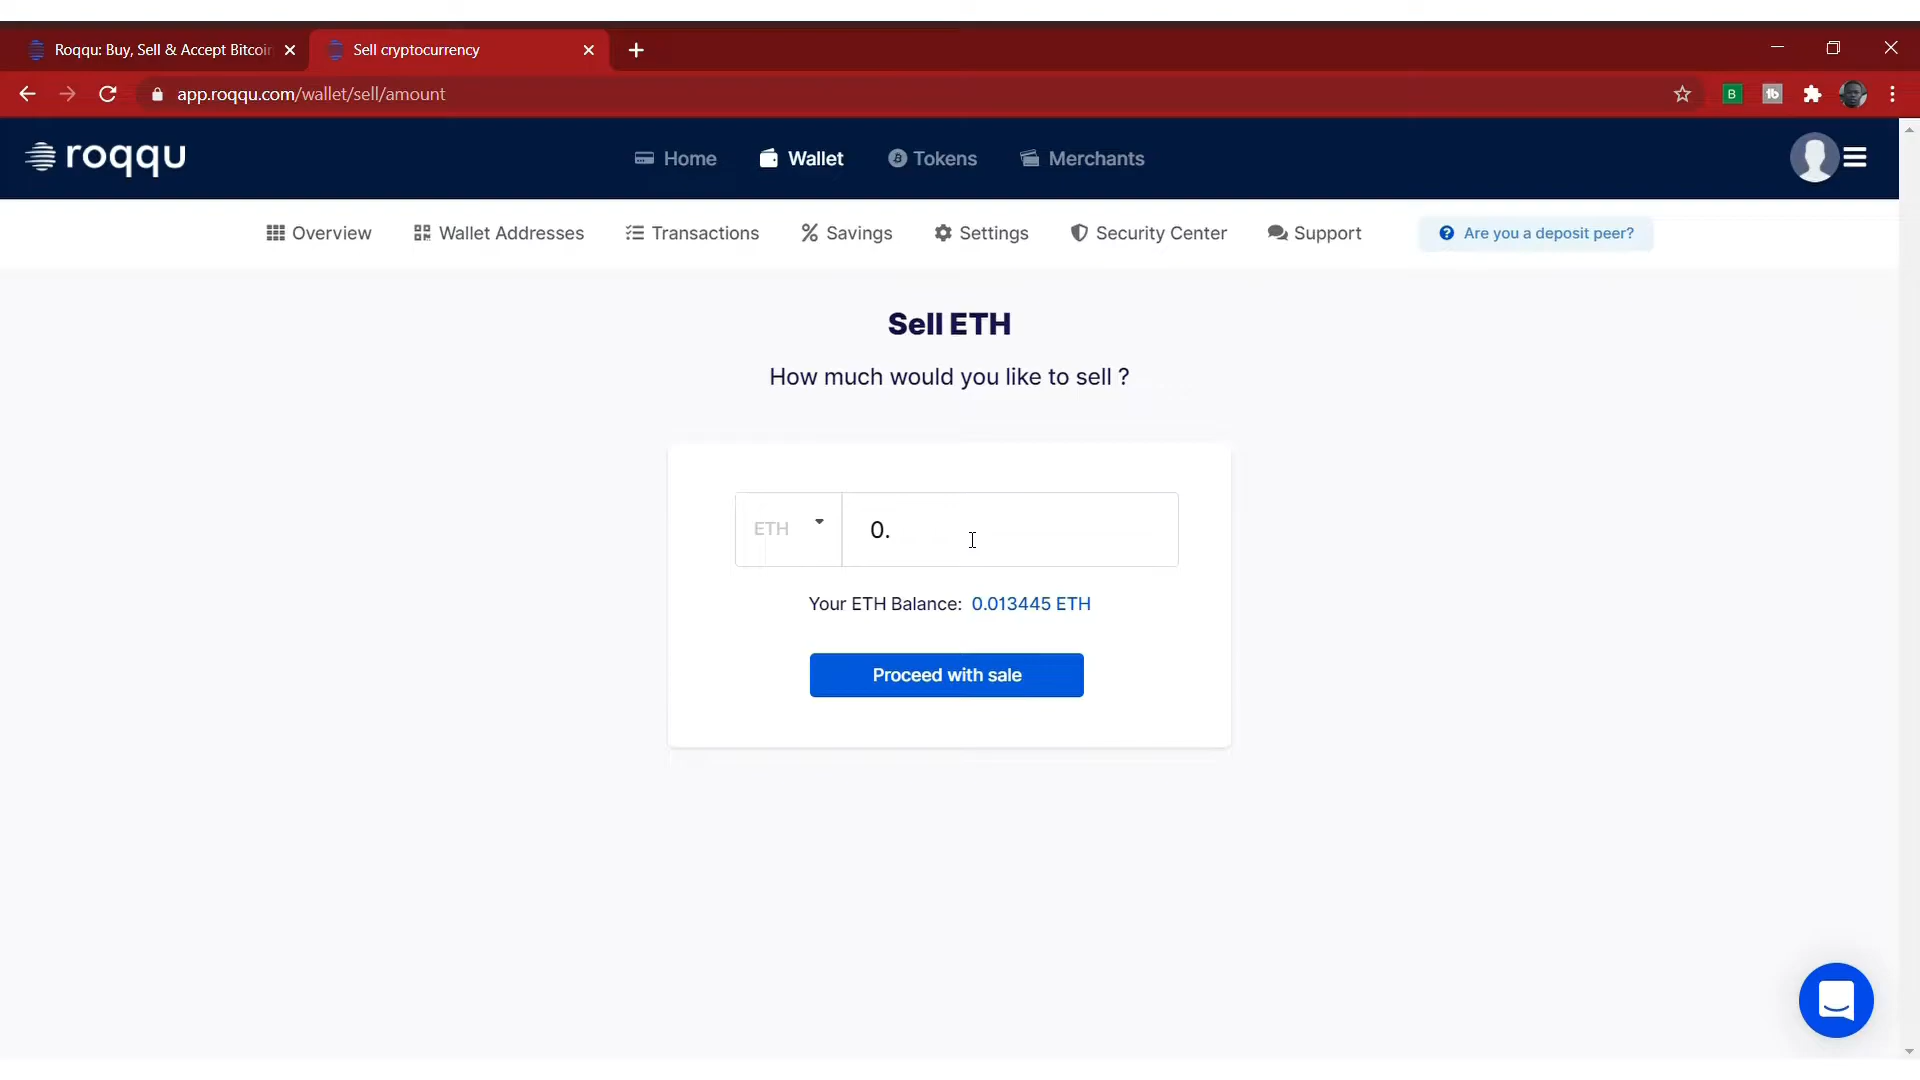 Roqqu: Buy, Sell & Accept Bitcoin
Sell cryptocurrency
app.roqqu.com/wallet/sell/amount
B
tb
roqqu
Home
Wallet
Tokens
Merchants
Overview
Wallet Addresses
Transactions
Savings
Settings
Security Center
Support
Are you a deposit peer?
Sell ETH
How much would you like to sell ?
ETH
0.
Your ETH Balance: 0.013445 ETH
Proceed with sale